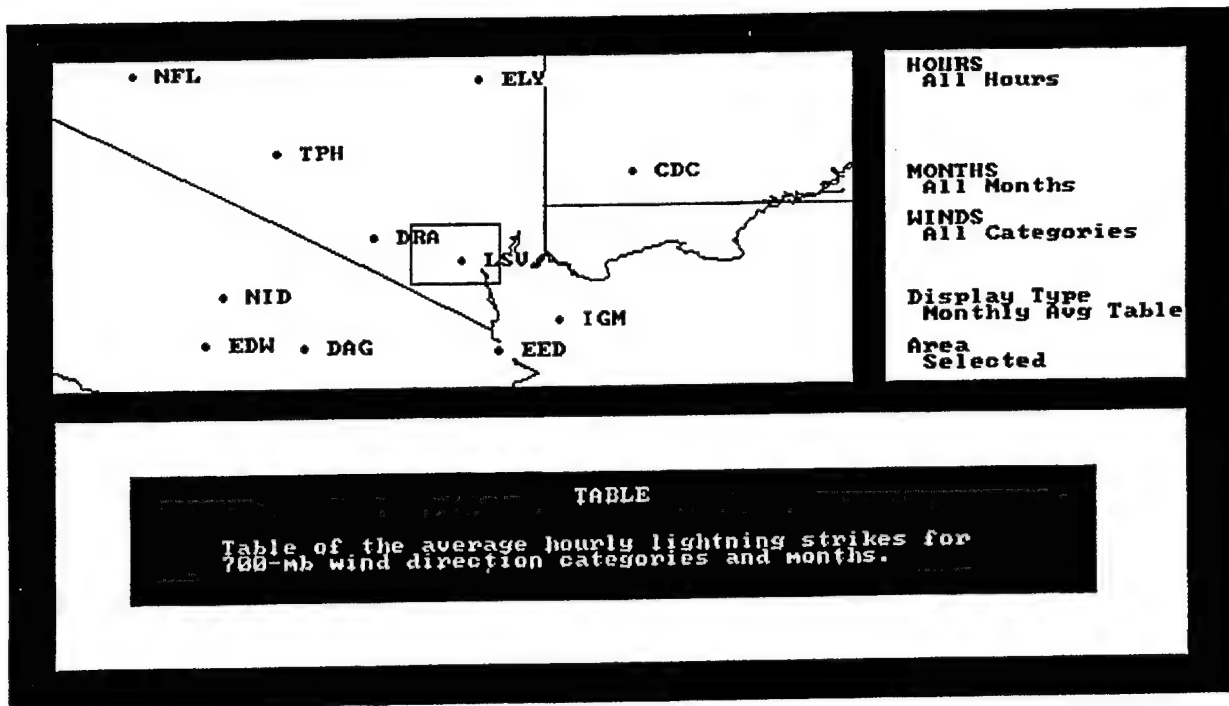 NFL
ELY
TPH
CDC
DRA
LSV
NID
IGM
EDW
DAG
EED
HOURS
All Hours
MONTHS
All Months
WINDS
All Categories
Display Type
Monthly Avg Table
Area
Selected
TABLE
Table of the average hourly lightning strikes for
700-mb wind direction categories and months.